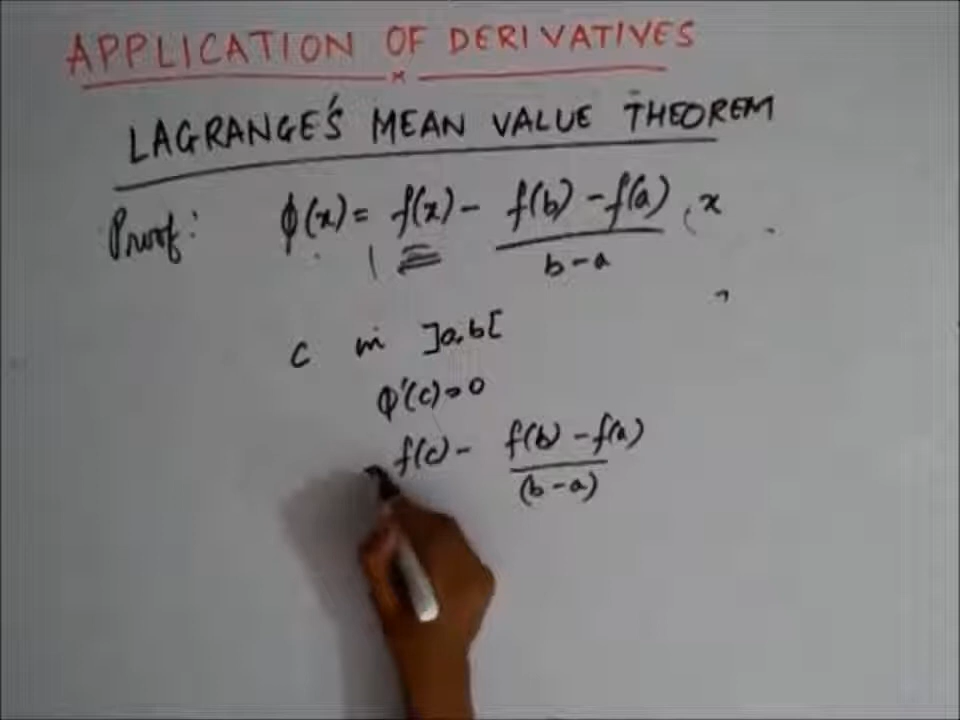 APPLICATION OF DERIVATIVES
LAGRANGE'S MEAN VALUE THEOREM
Proof: φ(x) = f(x) - f(b) - f(a) / b - a . x
c in ]a, b[
φ'(c) = 0
f(c) - f(b) - f(a) / (b - a)